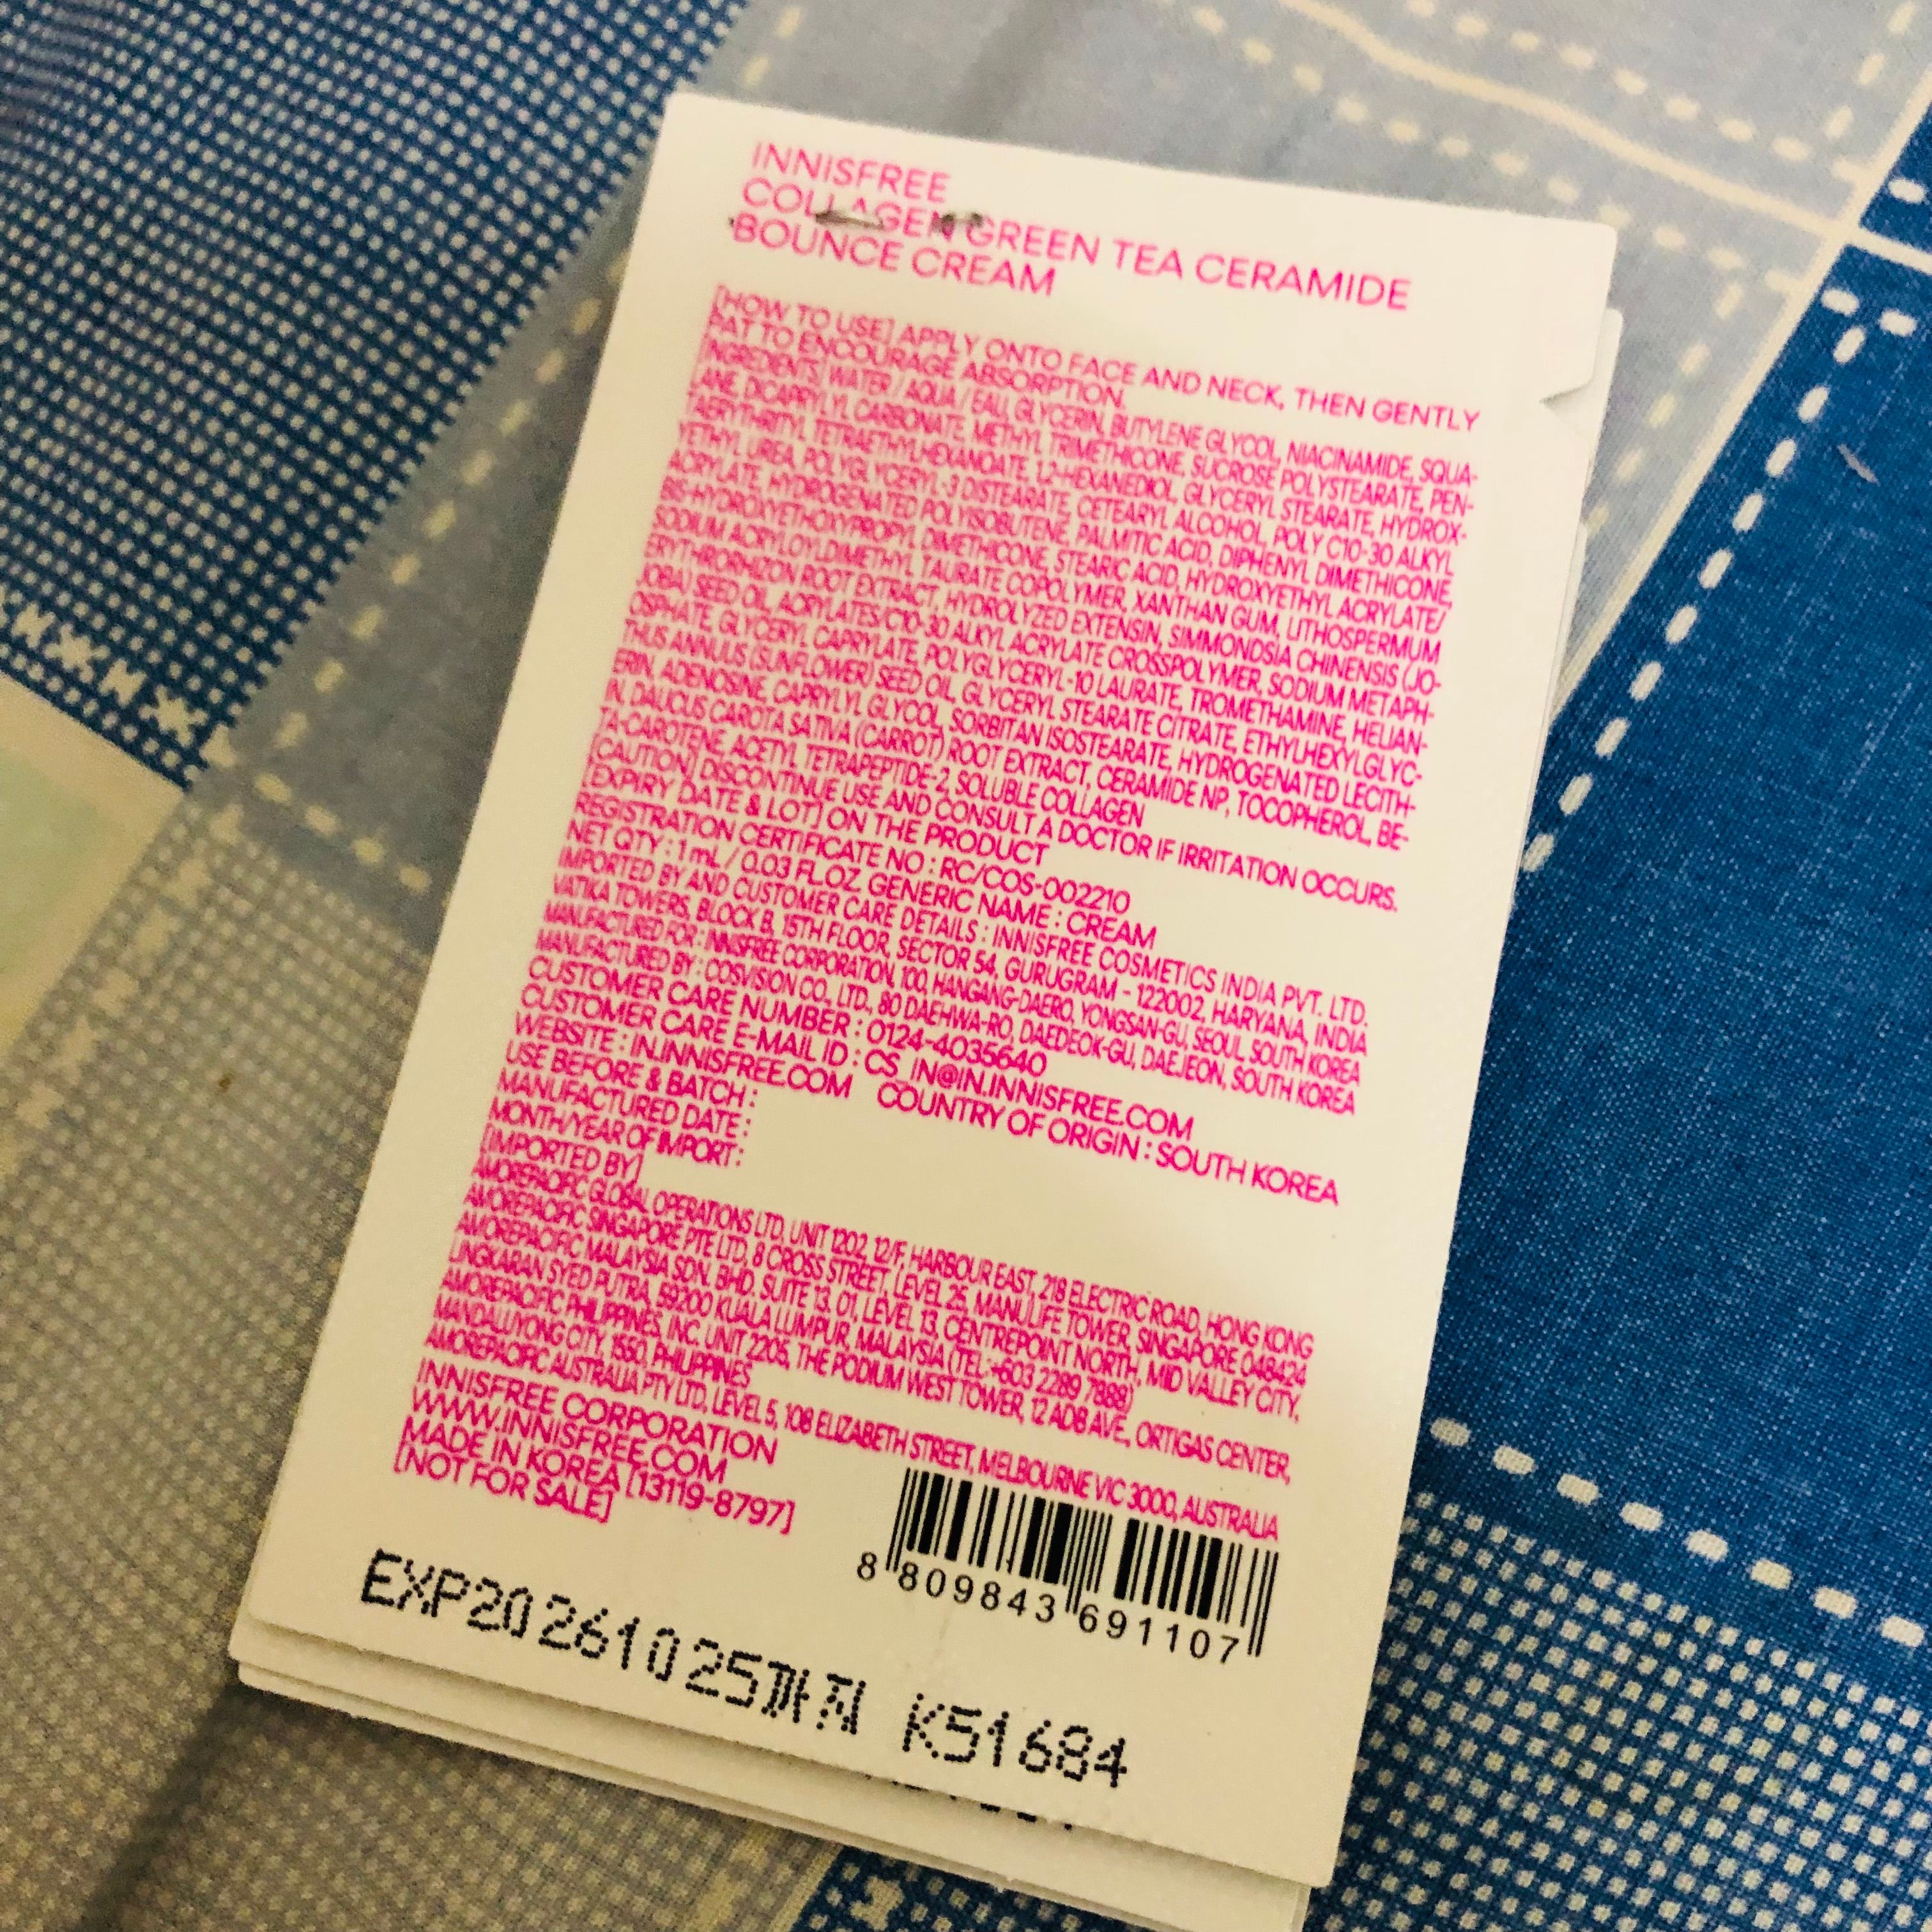 INNISFREE
COLLAGEN GREEN TEA CERAMIDE
BOUNCE CREAM
[HOW TO USE] APPLY ONTO FACE AND NECK, THEN GENTLY
PAT TO ENCOURAGE ABSORPTION.
[INGREDIENTS] WATER / AQUA / EAU, GLYCERIN, BUTYLENE GLYCOL, NIACINAMIDE, SQUA-
LANE, DICAPRYLYL CARBONATE, METHYL TRIMETHICONE, SUCROSE POLYSTEARATE, PEN-
TAERYTHRITYL TETRAETHYLHEXANOATE, 1,2-HEXANEDIOL, GLYCERYL STEARATE, HYDROX-
YETHYL UREA, POLYGLYCERYL-3 DISTEARATE, CETEARYL ALCOHOL, POLY C10-30 ALKYL
ACRYLATE, HYDROGENATED POLYISOBUTENE, PALMITIC ACID, DIPHENYL DIMETHICONE,
BIS-HYDROXYETHOXYPROPYL DIMETHICONE, STEARIC ACID, HYDROXYETHYL ACRYLATE/
SODIUM ACRYLOYLDIMETHYL TAURATE COPOLYMER, XANTHAN GUM, LITHOSPERMUM
ERYTHRORHIZON ROOT EXTRACT, HYDROLYZED EXTENSIN, SIMMONDSIA CHINENSIS (JO-
JOBA) SEED OIL, ACRYLATES/C10-30 ALKYL ACRYLATE CROSSPOLYMER, SODIUM METAPH-
OSPHATE, GLYCERYL CAPRYLATE, POLYGLYCERYL-10 LAURATE, TROMETHAMINE, HELIAN-
THUS ANNUUS (SUNFLOWER) SEED OIL, GLYCERYL STEARATE CITRATE, ETHYLHEXYLGLYC-
ERIN, ADENOSINE, CAPRYLYL GLYCOL, SORBITAN ISOSTEARATE, HYDROGENATED LECITH-
IN, DAUCUS CAROTA SATIVA (CARROT) ROOT EXTRACT, CERAMIDE NP, TOCOPHEROL, BE-
TA-CAROTENE, ACETYL TETRAPEPTIDE-2, SOLUBLE COLLAGEN
[CAUTION] DISCONTINUE USE AND CONSULT A DOCTOR IF IRRITATION OCCURS.
[EXPIRY DATE & LOT] ON THE PRODUCT
REGISTRATION CERTIFICATE NO : RC/COS-002210
NET QTY : 1 mL / 0.03 FL.OZ. GENERIC NAME : CREAM
IMPORTED BY AND CUSTOMER CARE DETAILS : INNISFREE COSMETICS INDIA PVT. LTD.
VATIKA TOWERS, BLOCK B, 15TH FLOOR, SECTOR 54, GURUGRAM - 122002, HARYANA, INDIA
MANUFACTURED FOR : INNISFREE CORPORATION, 100, HANGANG-DAERO, YONGSAN-GU, SEOUL, SOUTH KOREA
MANUFACTURED BY : COSVISION CO., LTD., 80 DAEHWA-RO, DAEDEOK-GU, DAEJEON, SOUTH KOREA
CUSTOMER CARE NUMBER : 0124-4035640
CUSTOMER CARE E-MAIL ID : CS_IN@IN.INNISFREE.COM
WEBSITE : IN.INNISFREE.COM COUNTRY OF ORIGIN : SOUTH KOREA
USE BEFORE & BATCH :
MANUFACTURED DATE :
MONTH/YEAR OF IMPORT :
[IMPORTED BY]
AMOREPACIFIC GLOBAL OPERATIONS LTD, UNIT 1202, 12/F, HARBOUR EAST, 218 ELECTRIC ROAD, HONG KONG
AMOREPACIFIC SINGAPORE PTE LTD, 8 CROSS STREET, LEVEL 25, MANULIFE TOWER, SINGAPORE 048424
AMOREPACIFIC MALAYSIA SDN. BHD. SUITE 13. 01, LEVEL 13, CENTREPOINT NORTH, MID VALLEY CITY,
LINGKARAN SYED PUTRA, 59200 KUALA LUMPUR, MALAYSIA (TEL:+603 2289 7888)
AMOREPACIFIC PHILIPPINES, INC. UNIT 2205, THE PODIUM WEST TOWER, 12 ADB AVE., ORTIGAS CENTER,
MANDALUYONG CITY, 1550, PHILIPPINES
AMOREPACIFIC AUSTRALIA PTY LTD, LEVEL 5, 108 ELIZABETH STREET, MELBOURNE VIC 3000, AUSTRALIA
INNISFREE CORPORATION
WWW.INNISFREE.COM
MADE IN KOREA [13119-8797]
[NOT FOR SALE]
8 809843 691107
EXP20261025까지 K51684